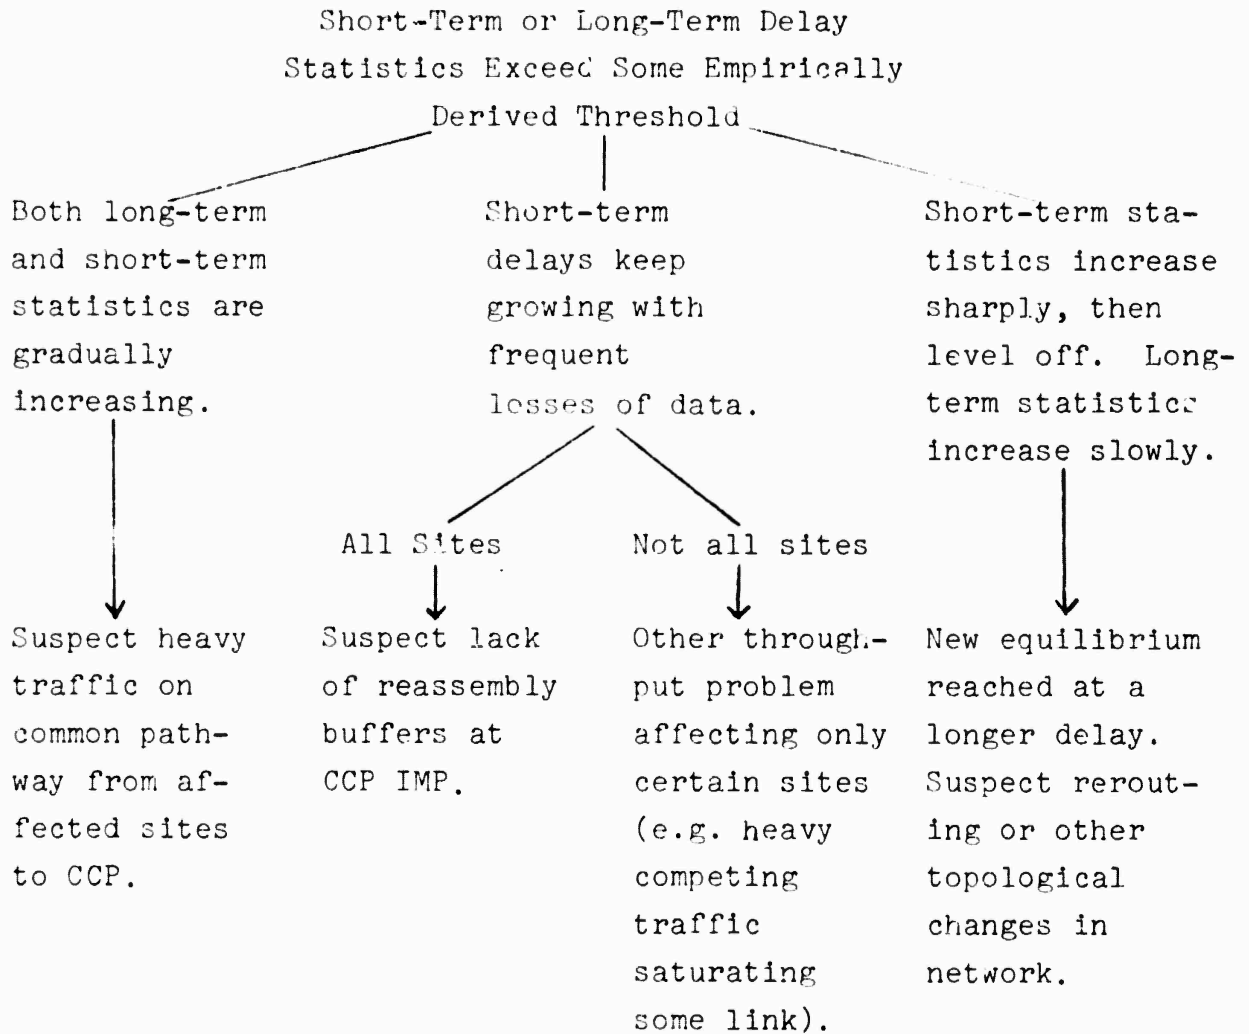 Short-Term or Long-Term Delay
Statistics Exceed Some Empirically
Derived Threshold
Both long-term
and short-term
statistics are
gradually
increasing.
Short-term
delays keep
growing with
frequent
losses of data.
Short-term sta-
tistics increase
sharply, then
level off. Long-
term statistics
increase slowly.
All Sites
Not all sites
Suspect heavy
traffic on
common path-
way from af-
fected sites
to CCP.
Suspect lack
of reassembly
buffers at
CCP IMP.
Other through-
put problem
affecting only
certain sites
(e.g. heavy
competing
traffic
saturating
some link).
New equilibrium
reached at a
longer delay.
Suspect rerout-
ing or other
topological
changes in
network.